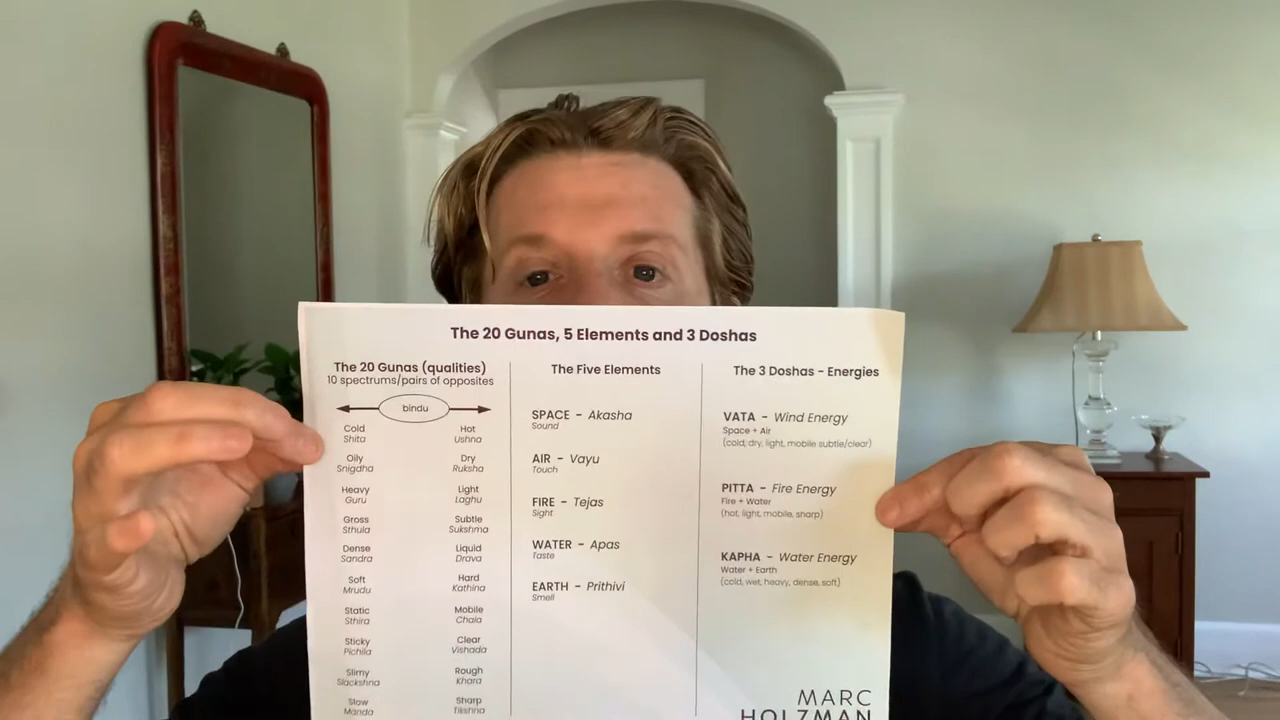 The 20 Gunas, 5 Elements and 3 Doshas
The 20 Gunas (qualities)
10 spectrums/pairs of opposites
bindu
Cold Hot
Shita Ushna
Oily Dry
Snigdha Ruksha
Heavy Light
Guru Laghu
Gross Subtle
Sthula Sukshma
Dense Liquid
Sandra Drava
Soft Hard
Mrudu Kathina
Static Mobile
Sthira Chala
Sticky Clear
Pichila Vishada
Slimy Rough
Slackshna Khara
Slow Sharp
Manda Tikshna
The Five Elements
SPACE - Akasha
Sound
AIR - Vayu
Touch
FIRE - Tejas
Sight
WATER - Apas
Taste
EARTH - Prithivi
Smell
The 3 Doshas - Energies
VATA - Wind Energy
Space + Air
(cold, dry, light, mobile subtle/clear)
PITTA - Fire Energy
Fire + Water
(hot, light, mobile, sharp)
KAPHA - Water Energy
Water + Earth
(cold, wet, heavy, dense, soft)
MARC
HOLZMAN